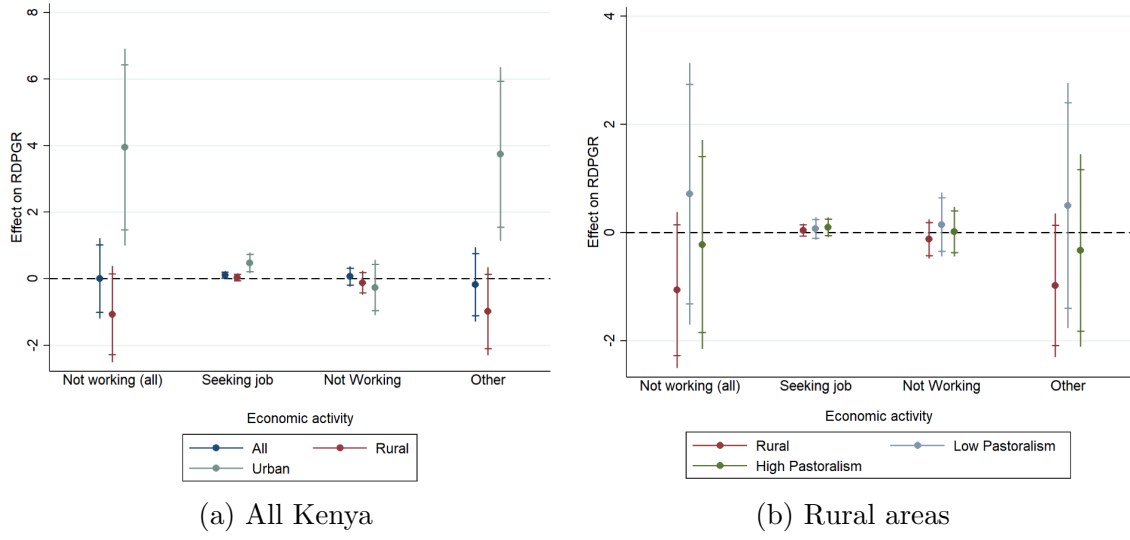 8
6
4
2
0
-2
Effect on RDPGR
Not working (all) Seeking job Not Working Other
Economic activity
All Rural
Urban
(a) All Kenya
4
2
0
-2
Effect on RDPGR
Not working (all) Seeking job Not Working Other
Economic activity
Rural Low Pastoralism
High Pastoralism
(b) Rural areas